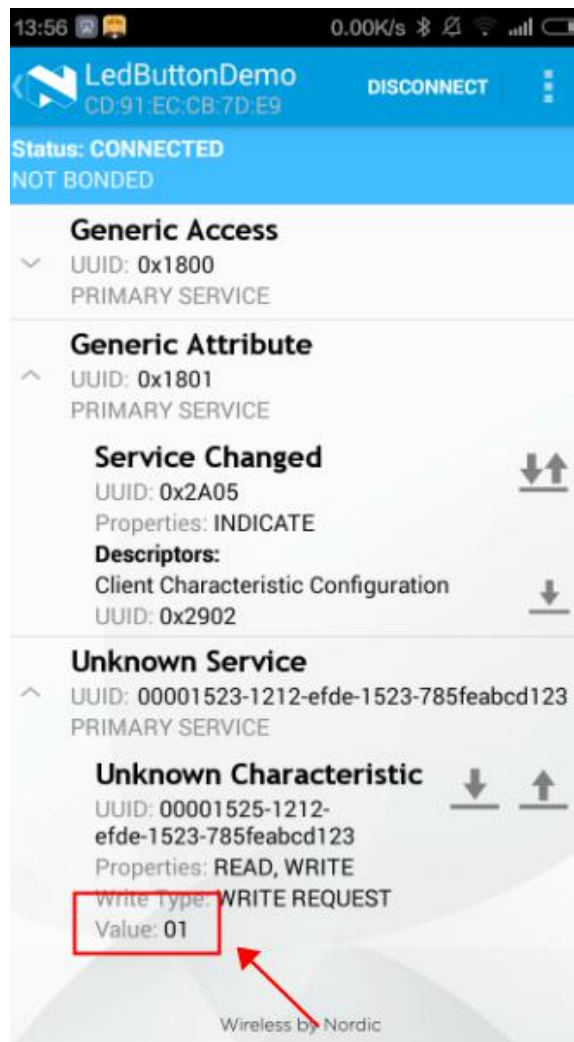 13:56 0.00K/s
LedButtonDemo DISCONNECT
CD:91:EC:CB:7D:E9
Status: CONNECTED
NOT BONDED
Generic Access
UUID: 0x1800
PRIMARY SERVICE
Generic Attribute
UUID: 0x1801
PRIMARY SERVICE
Service Changed
UUID: 0x2A05
Properties: INDICATE
Descriptors:
Client Characteristic Configuration
UUID: 0x2902
Unknown Service
UUID: 00001523-1212-efde-1523-785feabcd123
PRIMARY SERVICE
Unknown Characteristic
UUID: 00001525-1212-
efde-1523-785feabcd123
Properties: READ, WRITE
Write Type: WRITE REQUEST
Value: 01
Wireless by Nordic